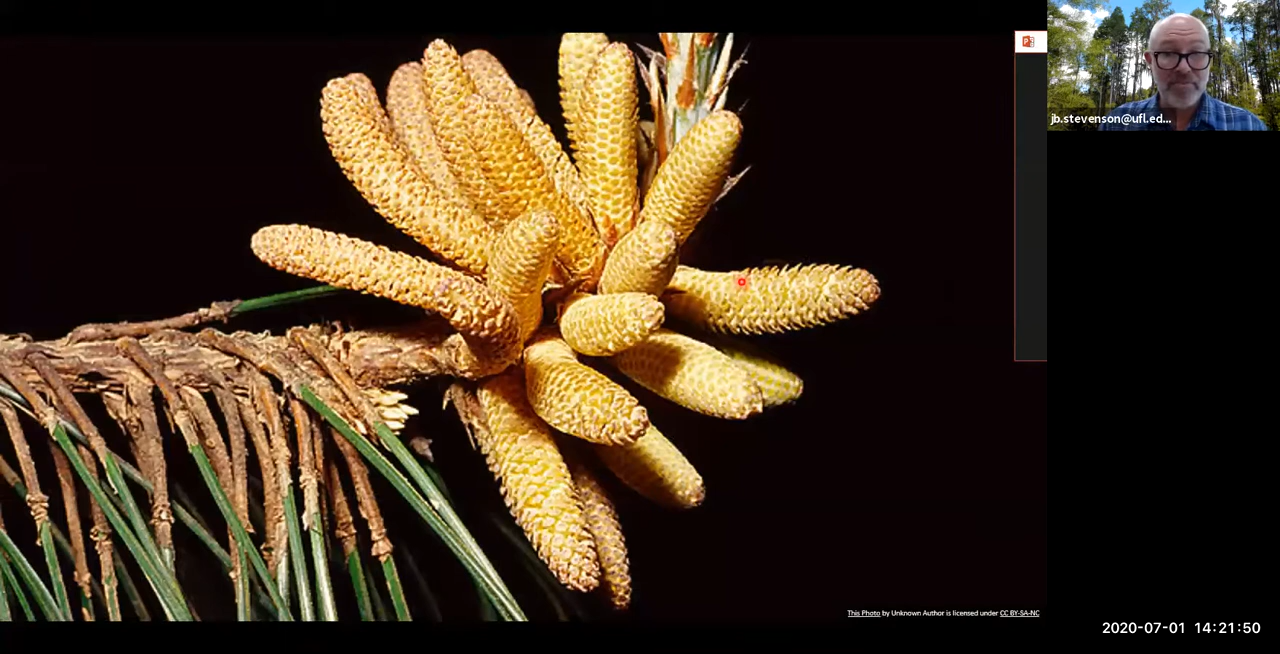 jb.stevenson@ufl.ed...
This Photo by Unknown Author is licensed under CC BY-SA-NC
2020-07-01 14:21:50